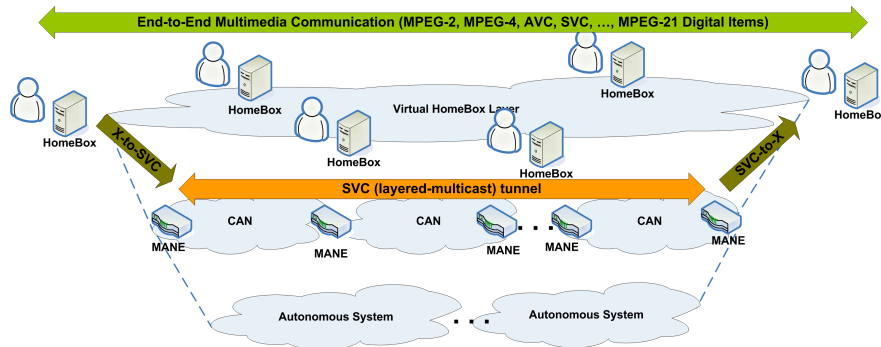 End-to-End Multimedia Communication (MPEG-2, MPEG-4, AVC, SVC, …, MPEG-21 Digital Items)
HomeBox
HomeBox
HomeBox
HomeBo
Virtual HomeBox Layer
HomeBox
HomeBox
X-to-SVC
SVC-to-X
SVC (layered-multicast) tunnel
CAN
CAN
CAN
MANE
MANE
MANE
MANE
MANE
Autonomous System
Autonomous System